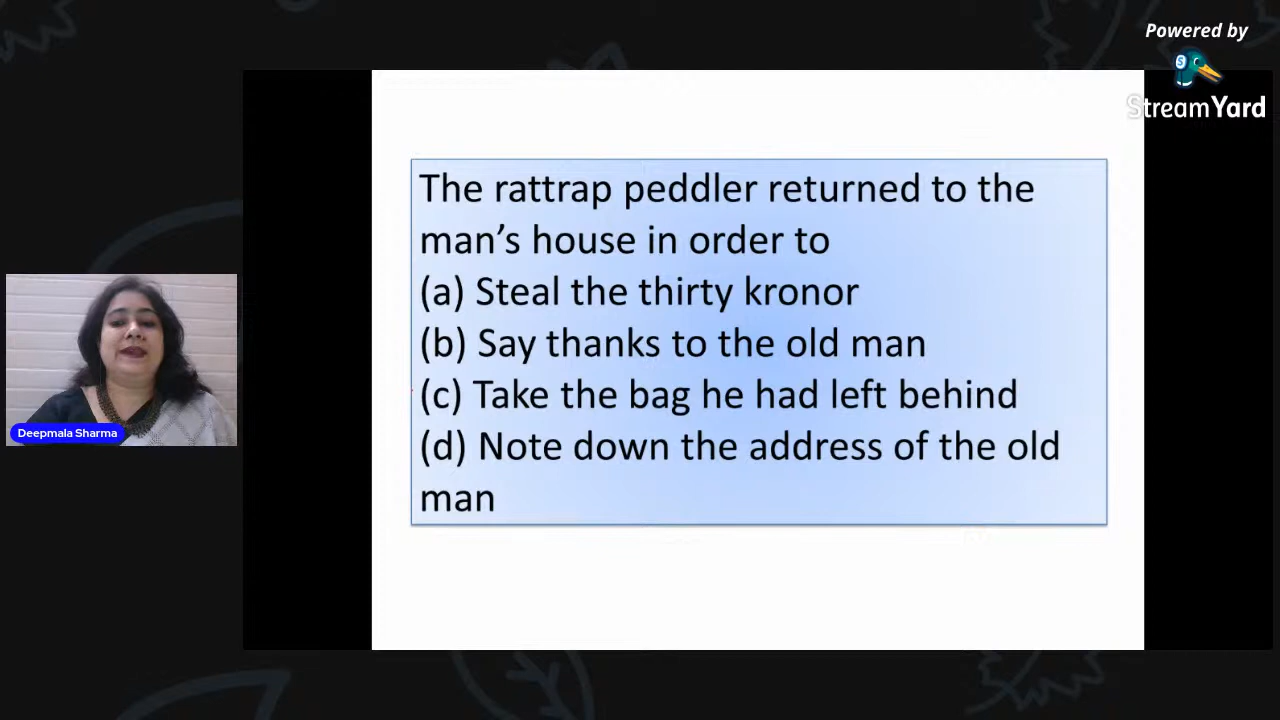 Powered by
StreamYard
The rattrap peddler returned to the
man’s house in order to
(a) Steal the thirty kronor
(b) Say thanks to the old man
(c) Take the bag he had left behind
(d) Note down the address of the old
man
Deepmala Sharma